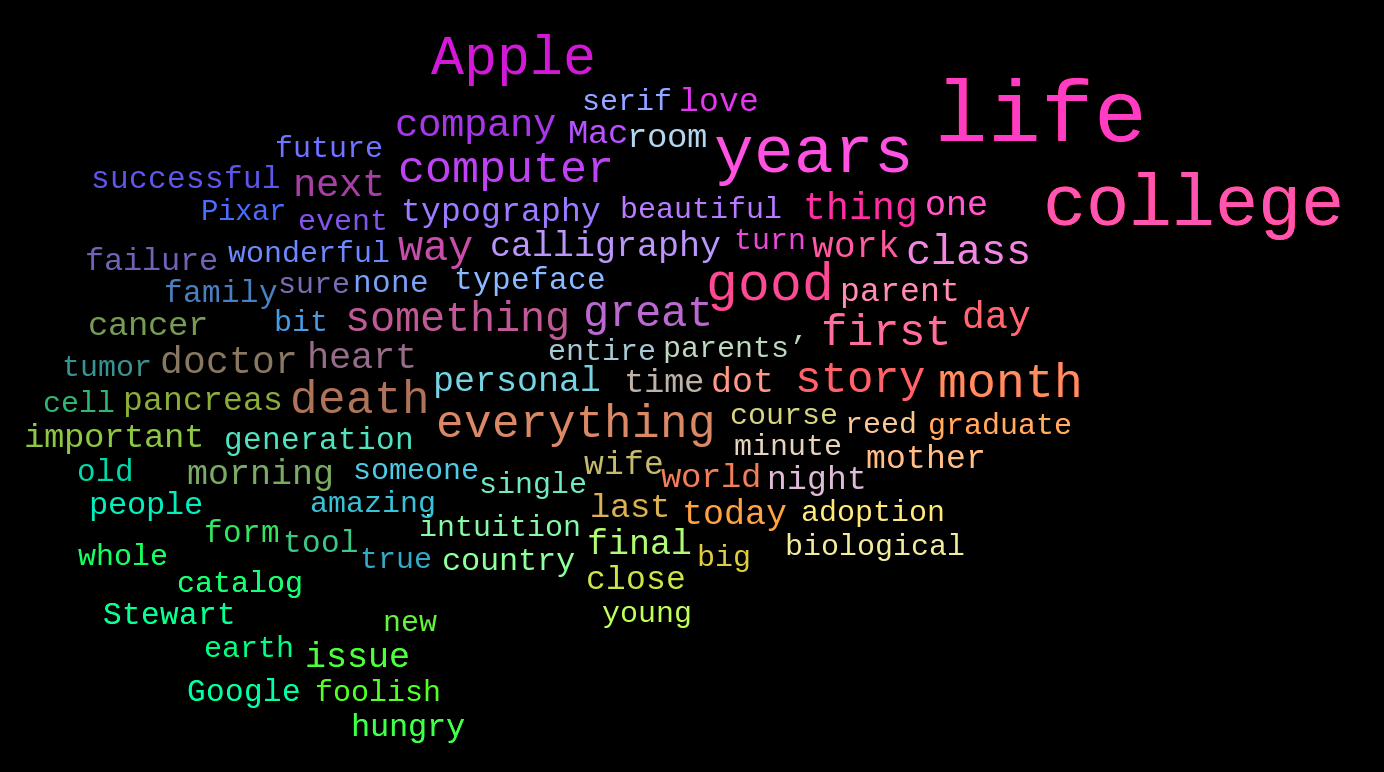 Apple
serif love
life
company Mac room years
future
computer
successful next college
Pixar event typography beautiful thing one
failure wonderful way calligraphy turn work class
family sure none typeface good parent
cancer bit something great first day
tumor doctor heart entire parents’
cell pancreas death personal time dot story month
important generation everything course reed graduate
minute
old morning someone single wife world night mother
people amazing last today adoption
form tool intuition final biological
whole true country big
catalog close
Stewart new young
earth issue
Google foolish
hungry